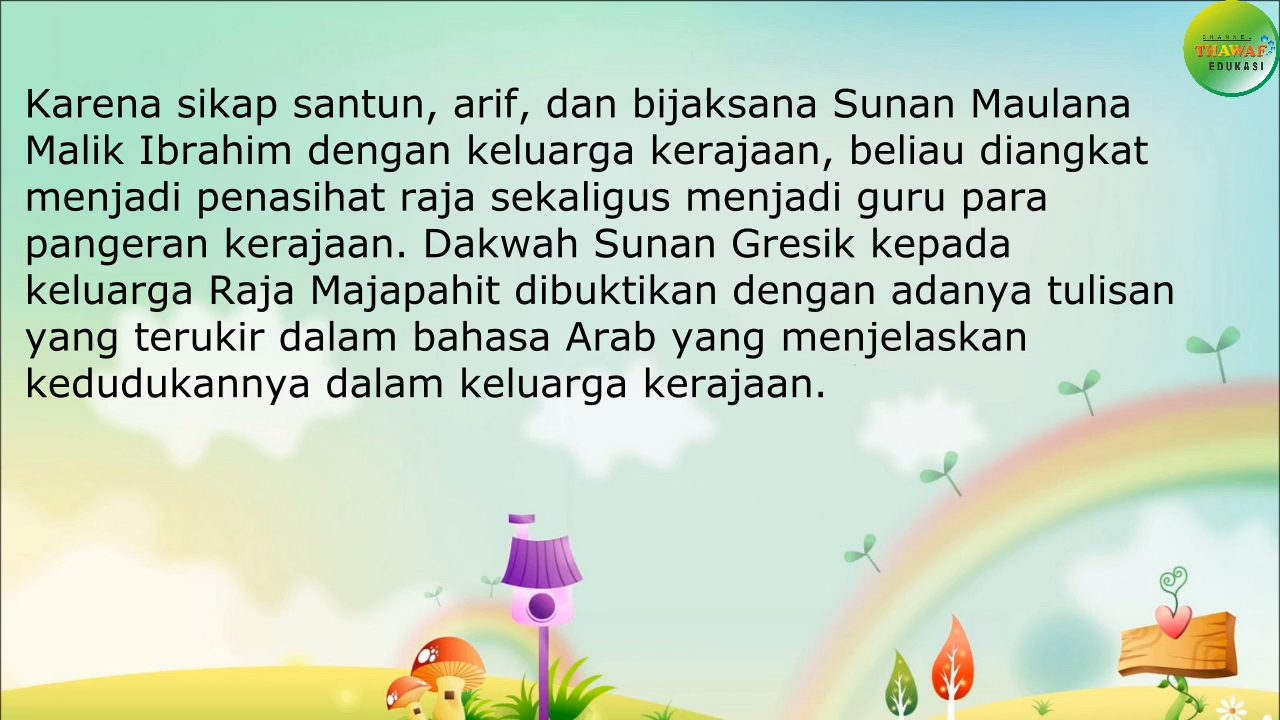 CHANNEL
THAWAF
EDUKASI
Karena sikap santun, arif, dan bijaksana Sunan Maulana
Malik Ibrahim dengan keluarga kerajaan, beliau diangkat
menjadi penasihat raja sekaligus menjadi guru para
pangeran kerajaan. Dakwah Sunan Gresik kepada
keluarga Raja Majapahit dibuktikan dengan adanya tulisan
yang terukir dalam bahasa Arab yang menjelaskan
kedudukannya dalam keluarga kerajaan.